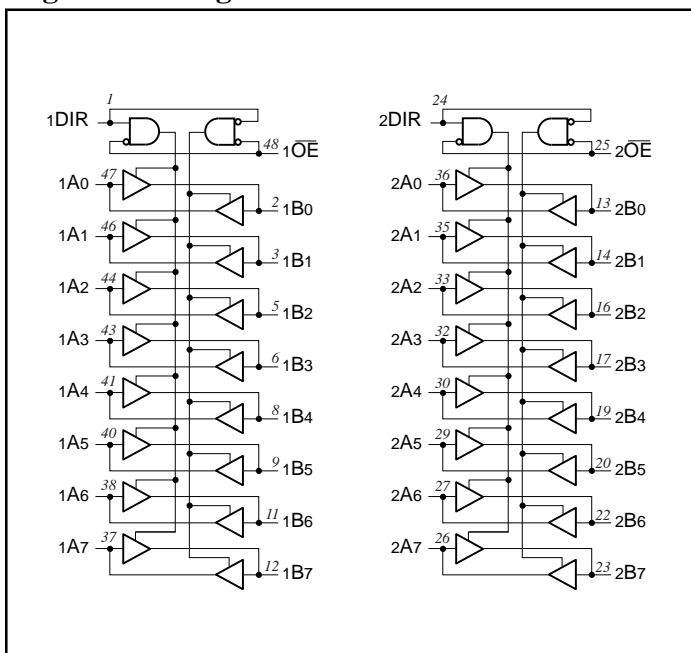 1 24
1DIR 2DIR
48 1OE 25 2OE
1A0 47 2A0 36
2 1B0 13 2B0
1A1 46 2A1 35
3 1B1 14 2B1
1A2 44 2A2 33
5 1B2 16 2B2
1A3 43 2A3 32
6 1B3 17 2B3
1A4 41 2A4 30
8 1B4 19 2B4
1A5 40 2A5 29
9 1B5 20 2B5
1A6 38 2A6 27
11 1B6 22 2B6
1A7 37 2A7 26
12 1B7 23 2B7